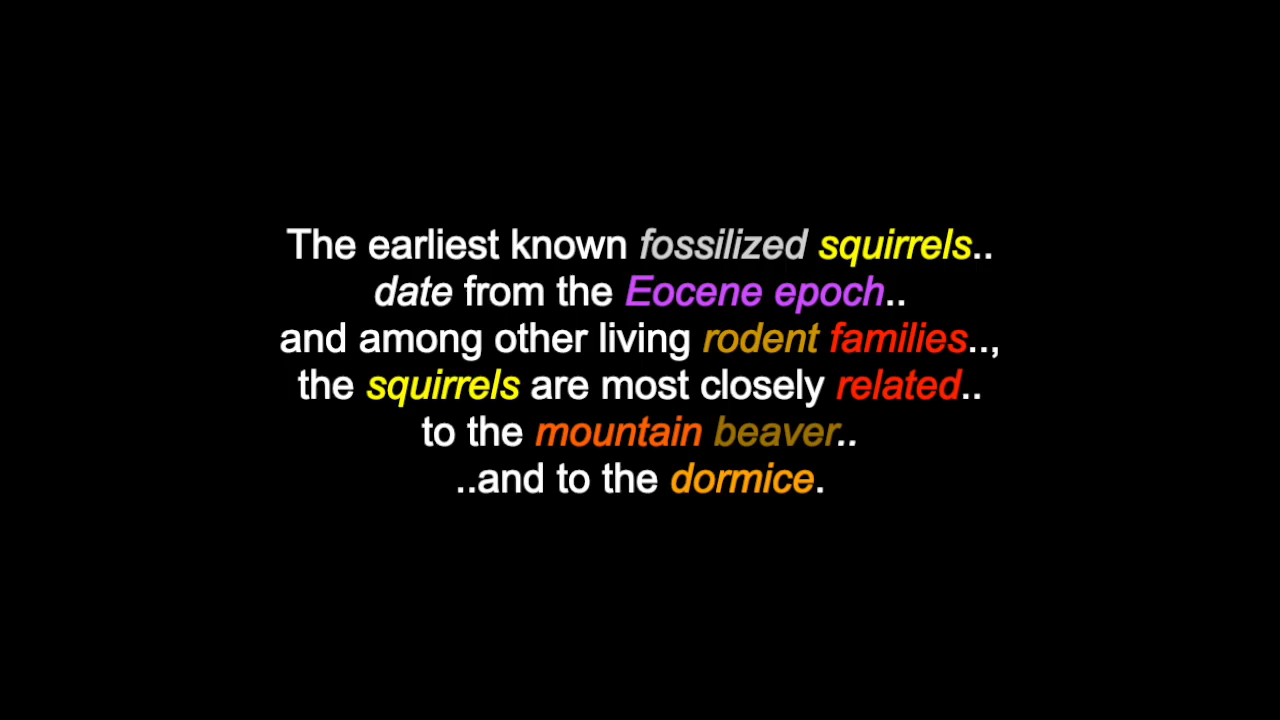 The earliest known fossilized squirrels..
date from the Eocene epoch..
and among other living rodent families..,
the squirrels are most closely related..
to the mountain beaver..
..and to the dormice.